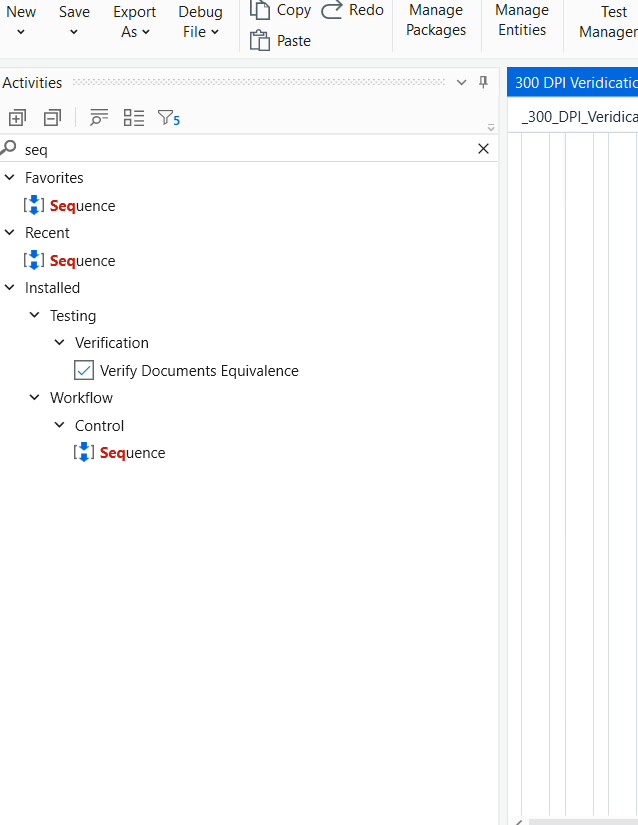 New Save Export As Debug File
Copy Redo
Paste
Manage Packages
Manage Entities
Test
Manager
Activities
5
seq
Favorites
Sequence
Recent
Sequence
Installed
Testing
Verification
Verify Documents Equivalence
Workflow
Control
Sequence
300 DPI Veridicatio
_300_DPI_Veridica